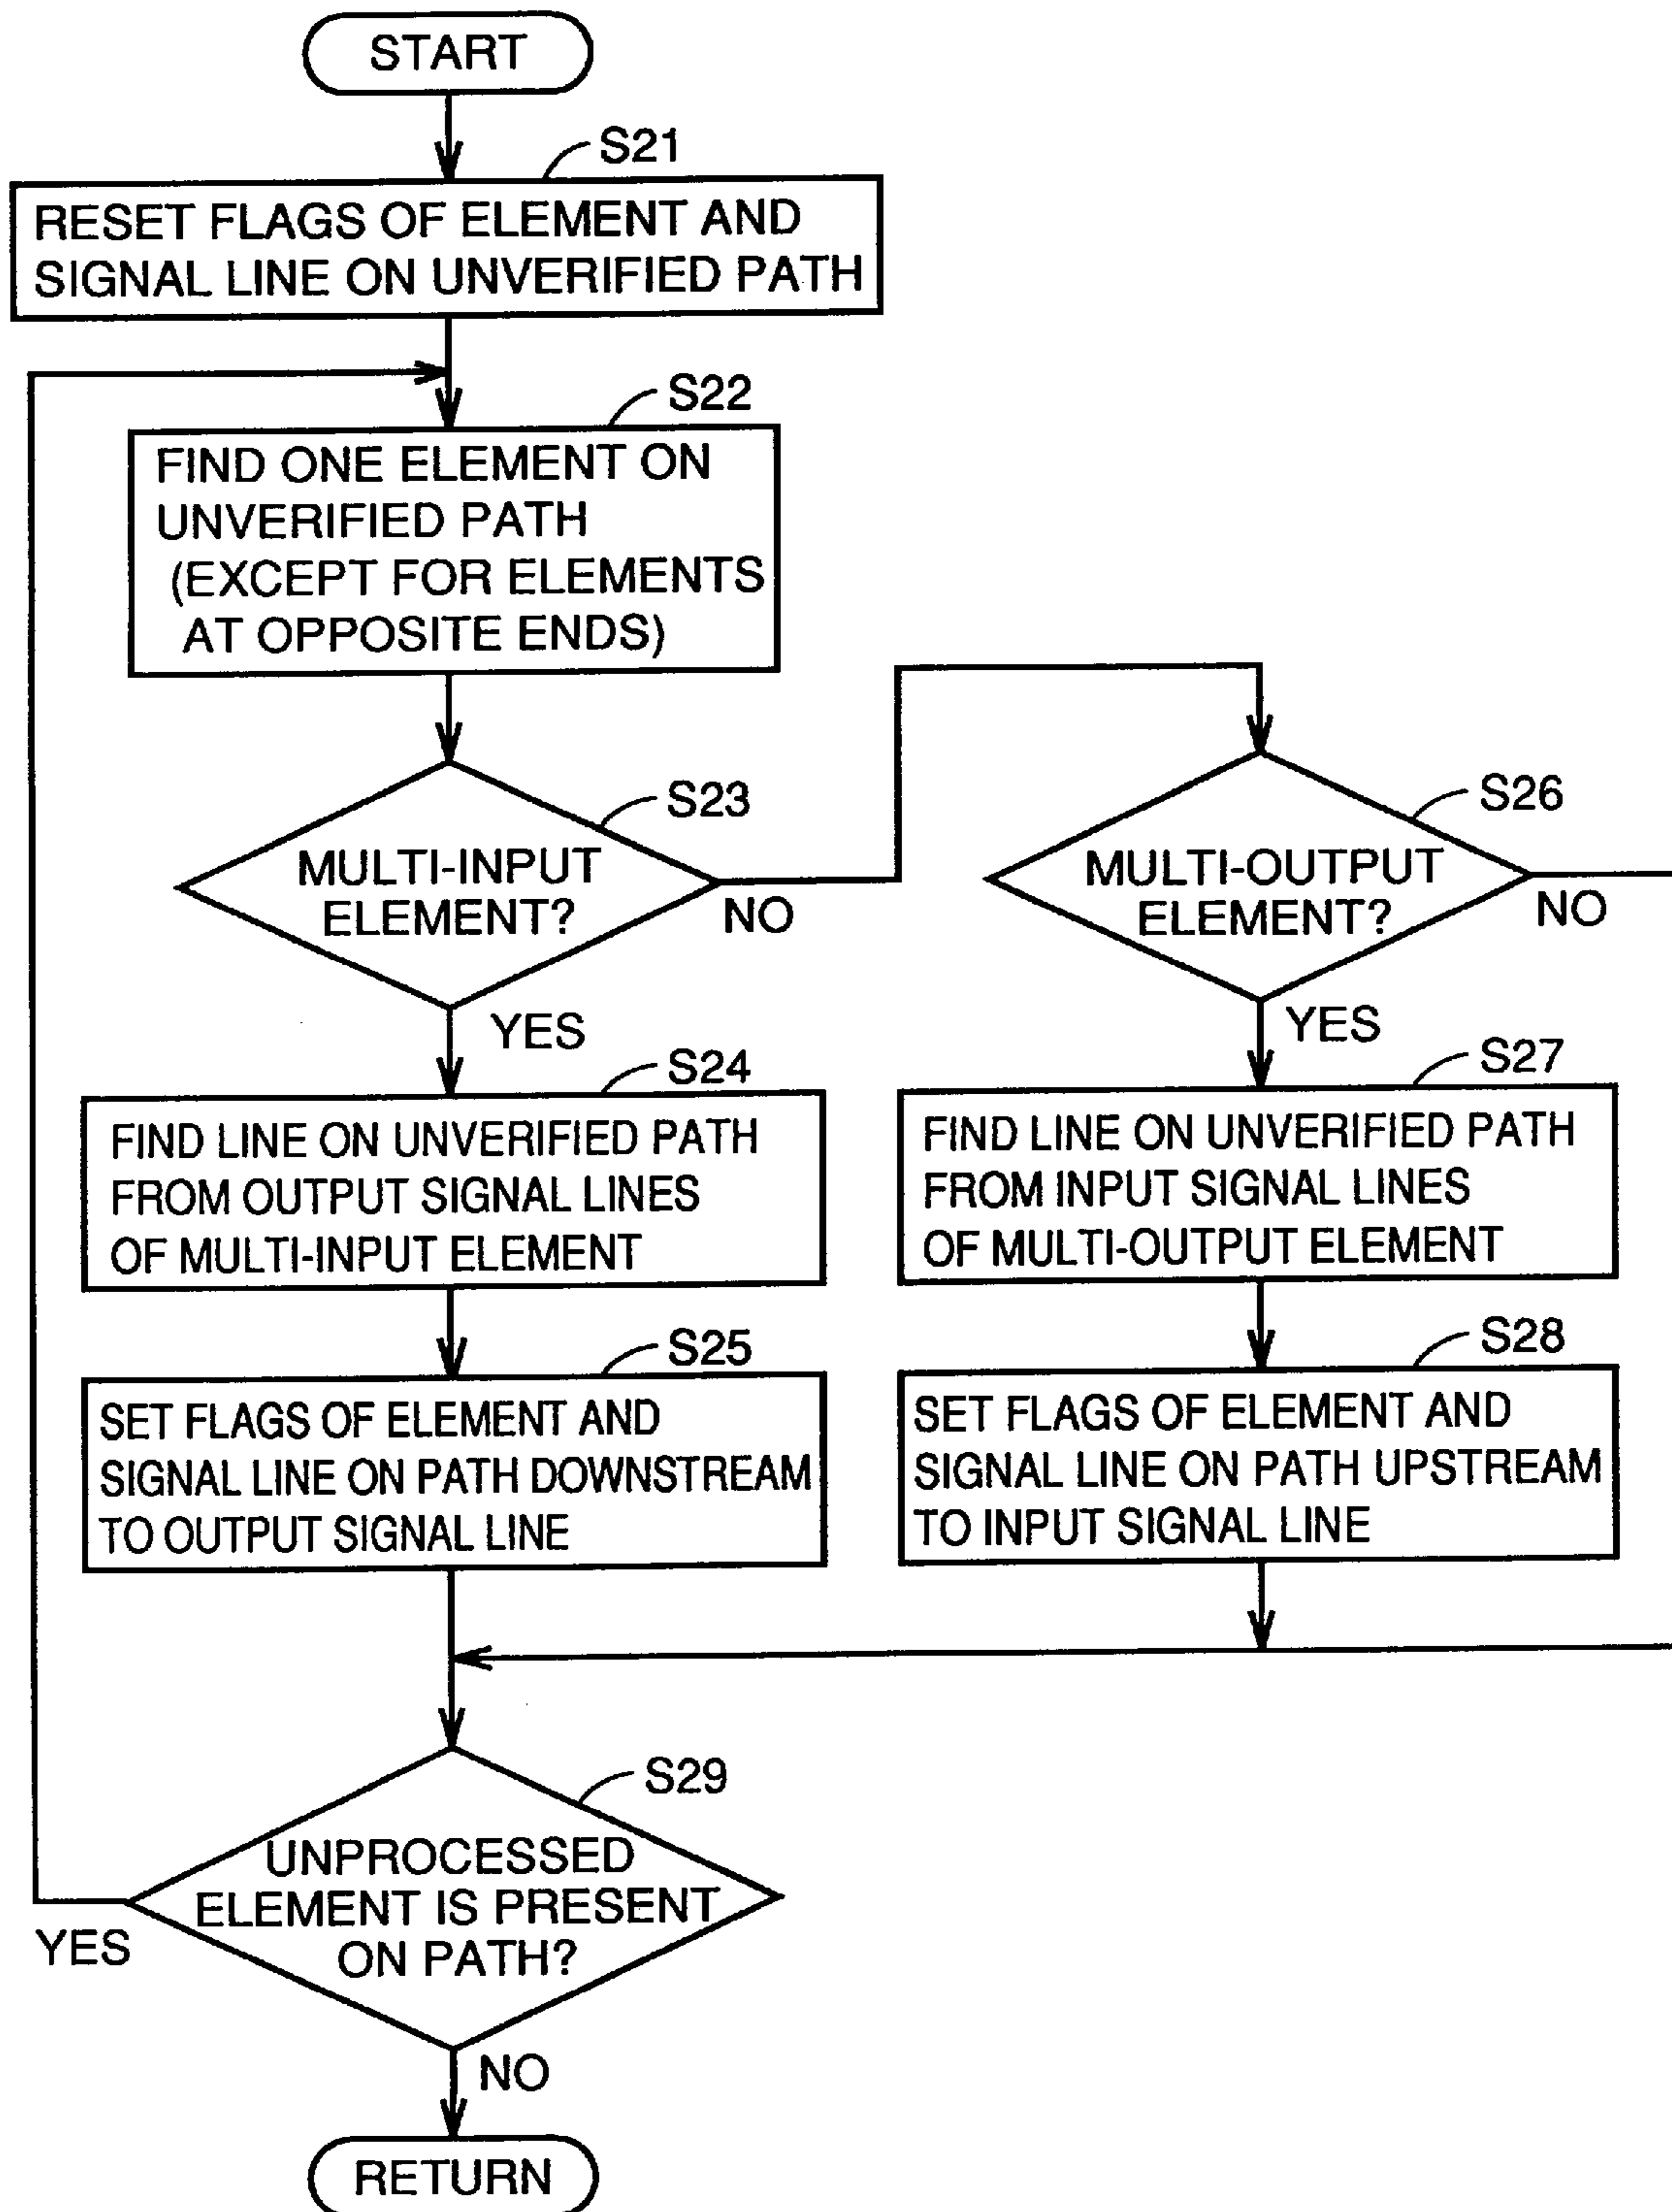 START
S21
RESET FLAGS OF ELEMENT AND
SIGNAL LINE ON UNVERIFIED PATH
S22
FIND ONE ELEMENT ON
UNVERIFIED PATH
(EXCEPT FOR ELEMENTS
AT OPPOSITE ENDS)
S23
MULTI-INPUT
ELEMENT?
NO
YES
S24
FIND LINE ON UNVERIFIED PATH
FROM OUTPUT SIGNAL LINES
OF MULTI-INPUT ELEMENT
S25
SET FLAGS OF ELEMENT AND
SIGNAL LINE ON PATH DOWNSTREAM
TO OUTPUT SIGNAL LINE
S26
MULTI-OUTPUT
ELEMENT?
NO
YES
S27
FIND LINE ON UNVERIFIED PATH
FROM INPUT SIGNAL LINES
OF MULTI-OUTPUT ELEMENT
S28
SET FLAGS OF ELEMENT AND
SIGNAL LINE ON PATH UPSTREAM
TO INPUT SIGNAL LINE
S29
UNPROCESSED
ELEMENT IS PRESENT
ON PATH?
YES
NO
RETURN